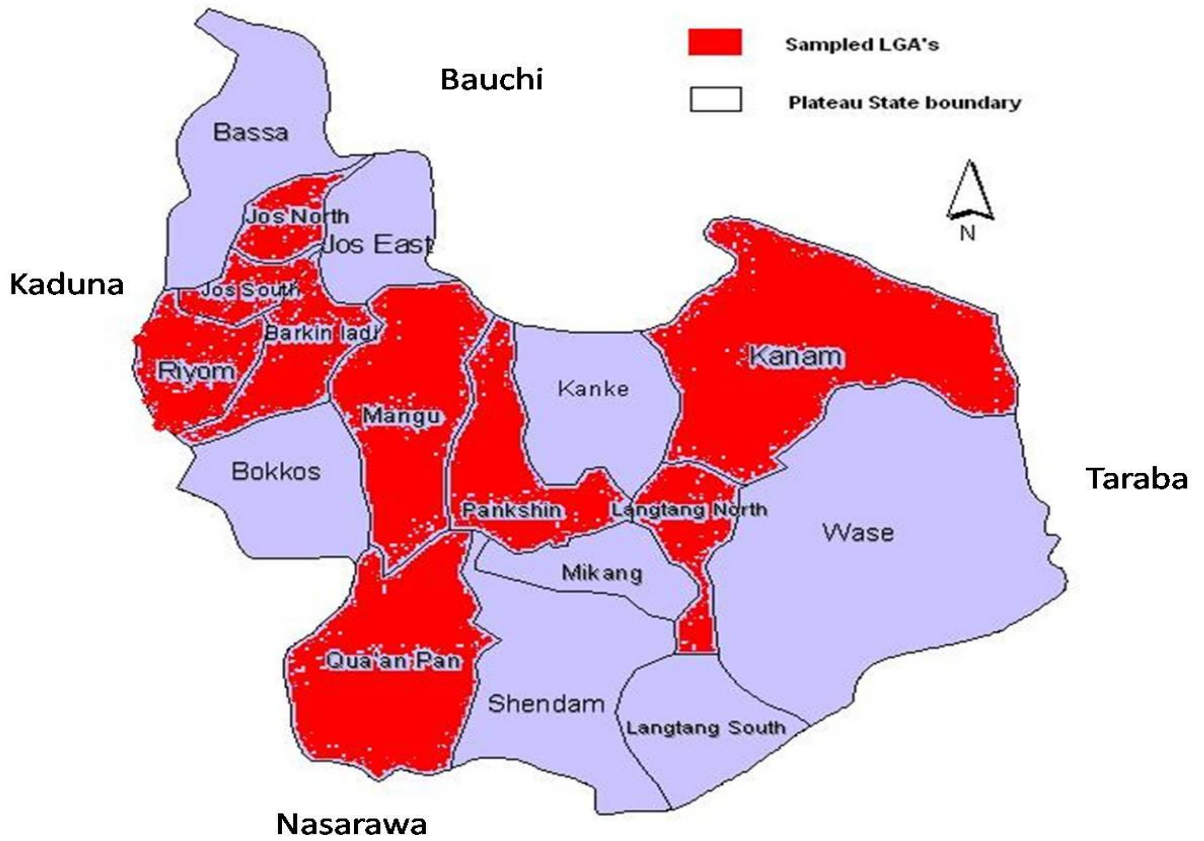 Sampled LGA's
Bauchi
Plateau State boundary
Bassa
Jos North
N
Jos East
Kaduna
Jos South
Barkin ladi
Kanam
Riyom
Kanke
Mangu
Bokkos
Taraba
Pankshin
Langtang North
Wase
Mikang
Qua'an Pan
Shendam
Langtang South
Nasarawa